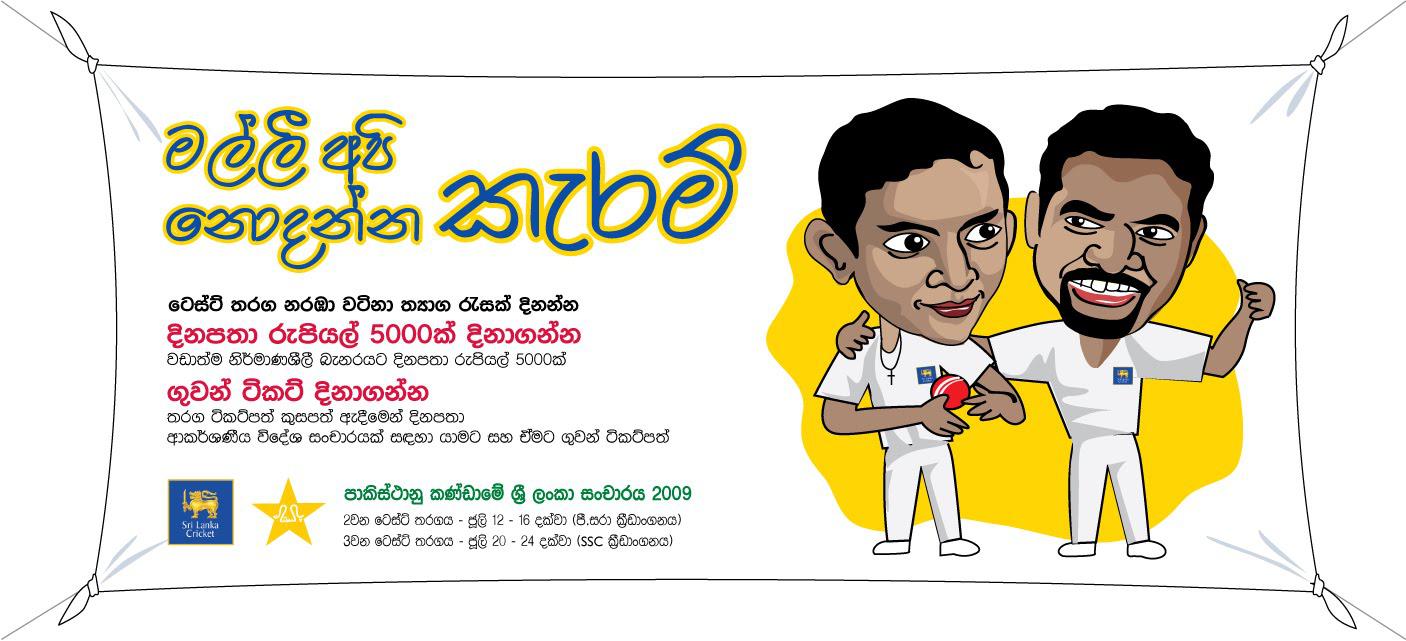 මල්ලී අපි
නොදන්න කැරම්
ටෙස්ට් තරග නරඹා වටිනා ත්‍යාග රැසක් දිනන්න
දිනපතා රුපියල් 5000ක් දිනාගන්න
වඩාත්ම නිර්මාණශීලී බැනරයට දිනපතා රුපියල් 5000ක්
ගුවන් ටිකට් දිනාගන්න
තරග ටිකට්පත් කුසපත් ඇදීමෙන් දිනපතා
ආකර්ශණීය විදේශ සංචාරයක් සඳහා යාමට සහ ඒමට ගුවන් ටිකට්පත්
Sri Lanka
Cricket
පාකිස්ථානු කණ්ඩාමේ ශ්‍රී ලංකා සංචාරය 2009
2වන ටෙස්ට් තරගය - ජූලි 12 - 16 දක්වා (පී.සරා ක්‍රීඩාංගනය)
3වන ටෙස්ට් තරගය - ජූලි 20 - 24 දක්වා (SSC ක්‍රීඩාංගනය)